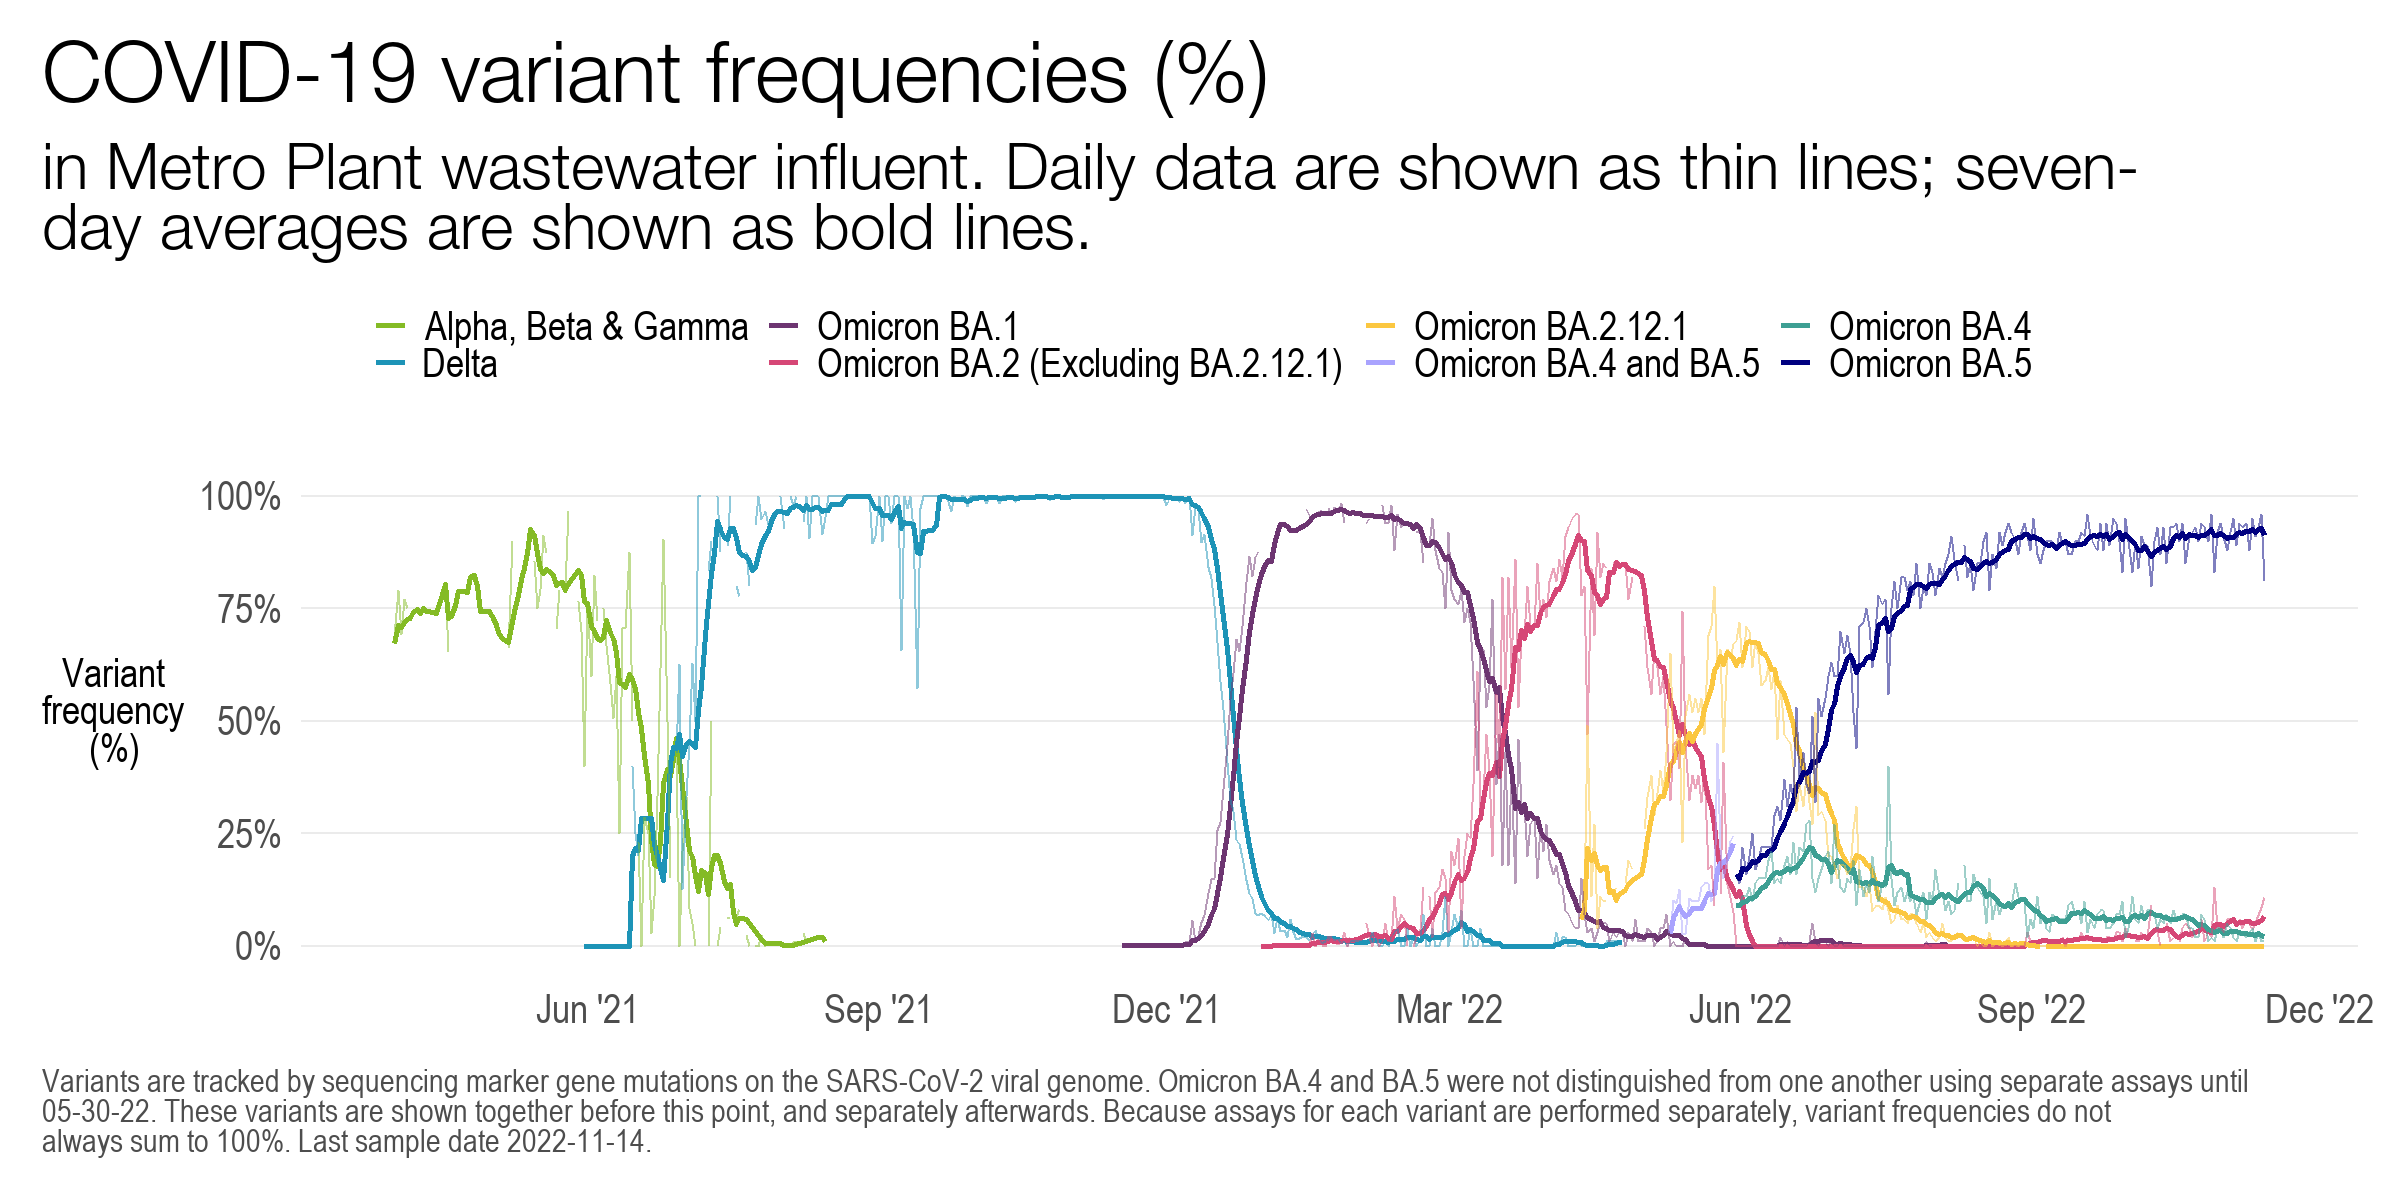 COVID-19 variant frequencies (%)
in Metro Plant wastewater influent. Daily data are shown as thin lines; seven-
day averages are shown as bold lines.
Alpha, Beta & Gamma
Omicron BA.1
Omicron BA.2.12.1
Omicron BA.4
Delta
Omicron BA.2 (Excluding BA.2.12.1)
Omicron BA.4 and BA.5
Omicron BA.5
100%
75%
50%
25%
0%
Variant
frequency
(%)
Jun '21
Sep '21
Dec '21
Mar '22
Jun '22
Sep '22
Dec '22
Variants are tracked by sequencing marker gene mutations on the SARS-CoV-2 viral genome. Omicron BA.4 and BA.5 were not distinguished from one another using separate assays until
05-30-22. These variants are shown together before this point, and separately afterwards. Because assays for each variant are performed separately, variant frequencies do not
always sum to 100%. Last sample date 2022-11-14.